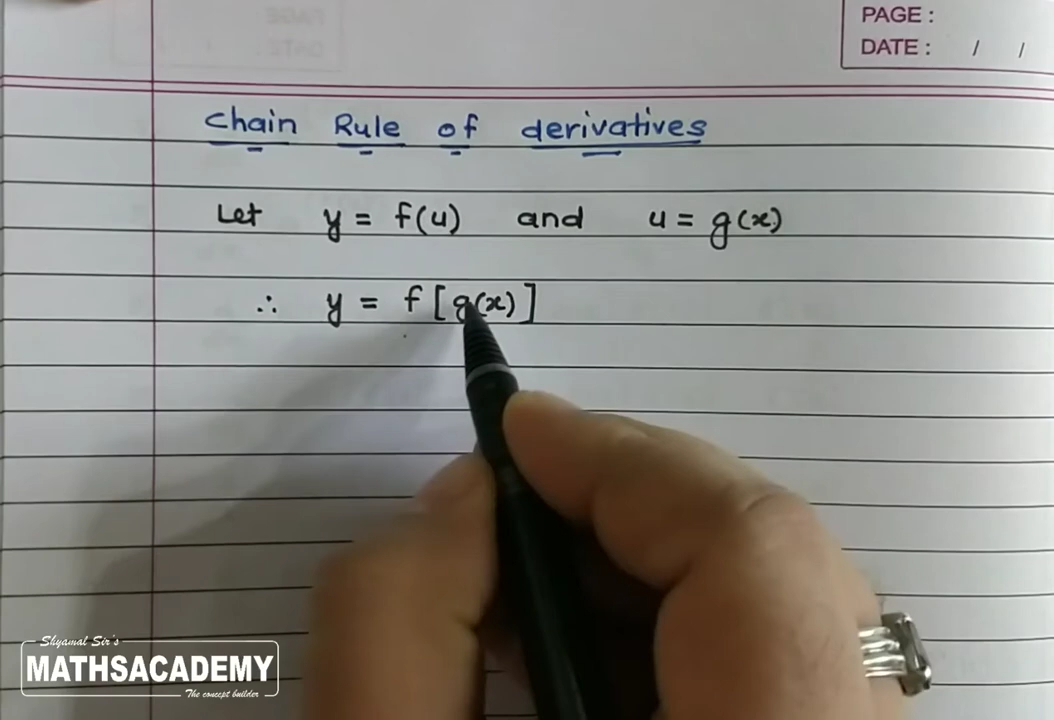 PAGE :
DATE : / /
Chain Rule of derivatives
Let y = f(u) and u = g(x)
∴ y = f[g(x)]
Shyamal Sir's
MATHSACADEMY
The concept builder